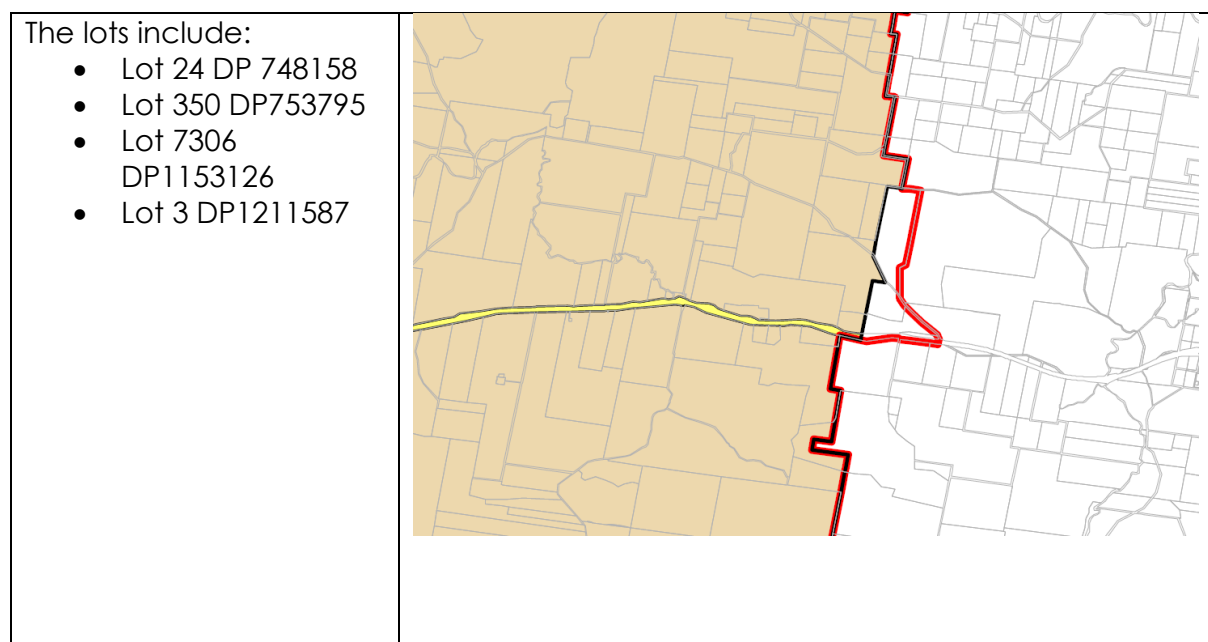 The lots include:
• Lot 24 DP 748158
• Lot 350 DP753795
• Lot 7306
DP1153126
• Lot 3 DP1211587